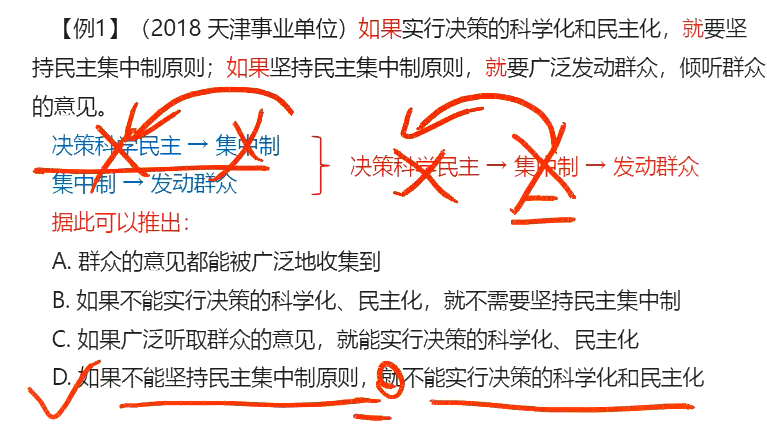 【例1】（2018 天津事业单位）如果实行决策的科学化和民主化，就要坚
持民主集中制原则；如果坚持民主集中制原则，就要广泛发动群众，倾听群众
的意见。
决策科学民主 → 集中制
集中制 → 发动群众
决策科学民主 → 集中制 → 发动群众
据此可以推出：
A. 群众的意见都能被广泛地收集到
B. 如果不能实行决策的科学化、民主化，就不需要坚持民主集中制
C. 如果广泛听取群众的意见，就能实行决策的科学化、民主化
D. 如果不能坚持民主集中制原则，就不能实行决策的科学化和民主化